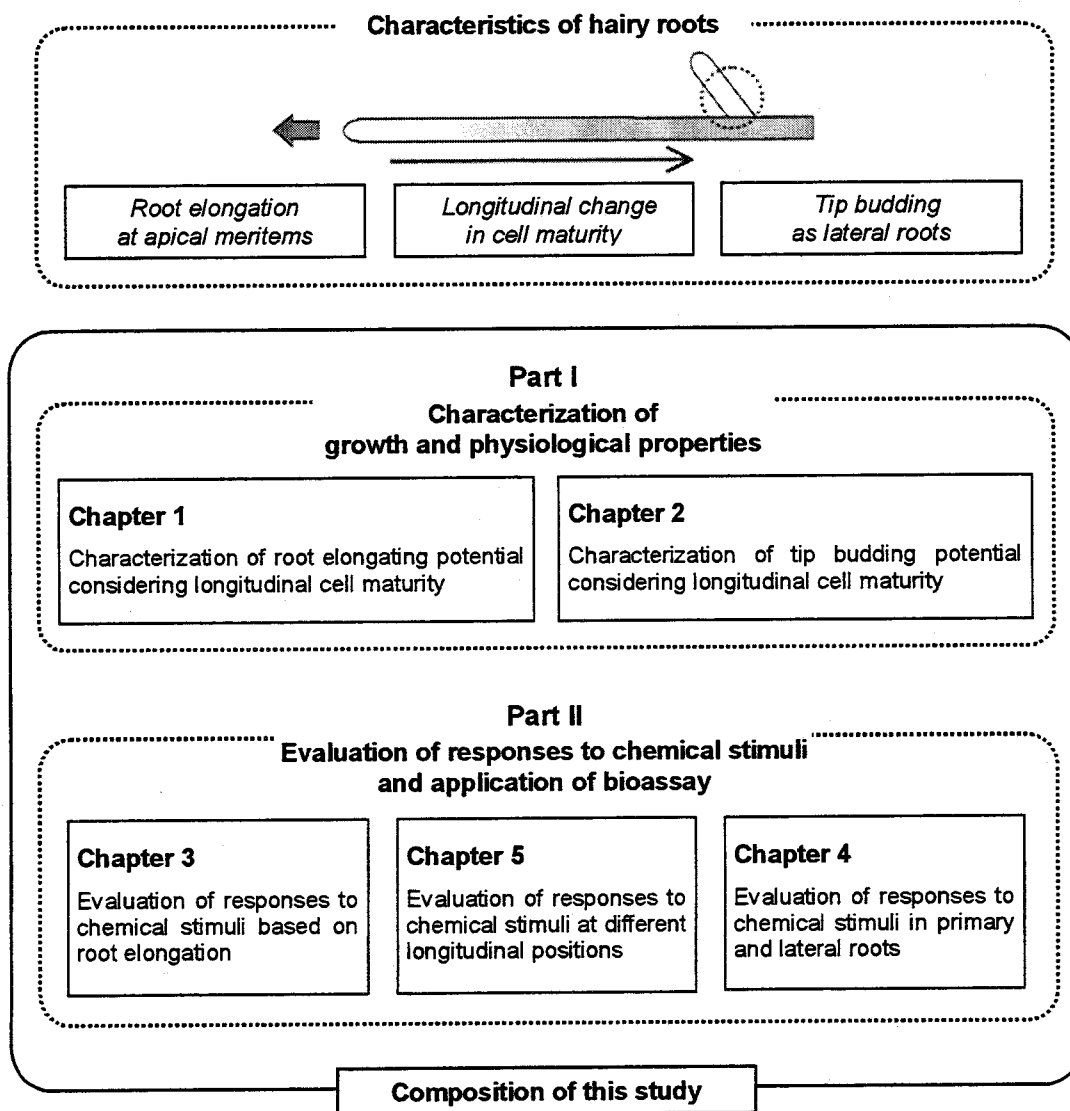 Characteristics of hairy roots
Root elongation
at apical meritems
Longitudinal change
in cell maturity
Tip budding
as lateral roots
Part I
Characterization of
growth and physiological properties
Chapter 1
Characterization of root elongating potential
considering longitudinal cell maturity
Chapter 2
Characterization of tip budding potential
considering longitudinal cell maturity
Part II
Evaluation of responses to chemical stimuli
and application of bioassay
Chapter 3
Evaluation of responses to
chemical stimuli based on
root elongation
Chapter 5
Evaluation of responses to
chemical stimuli at different
longitudinal positions
Chapter 4
Evaluation of responses to
chemical stimuli in primary
and lateral roots
Composition of this study